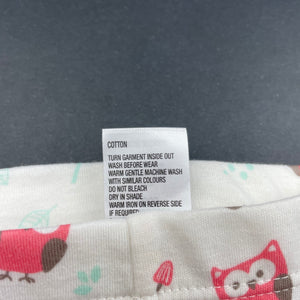 COTTON
TURN GARMENT INSIDE OUT
WASH BEFORE WEAR
WARM GENTLE MACHINE WASH
WITH SIMILAR COLOURS
DO NOT BLEACH
DRY IN SHADE
WARM IRON ON REVERSE SIDE
IF REQUIRED